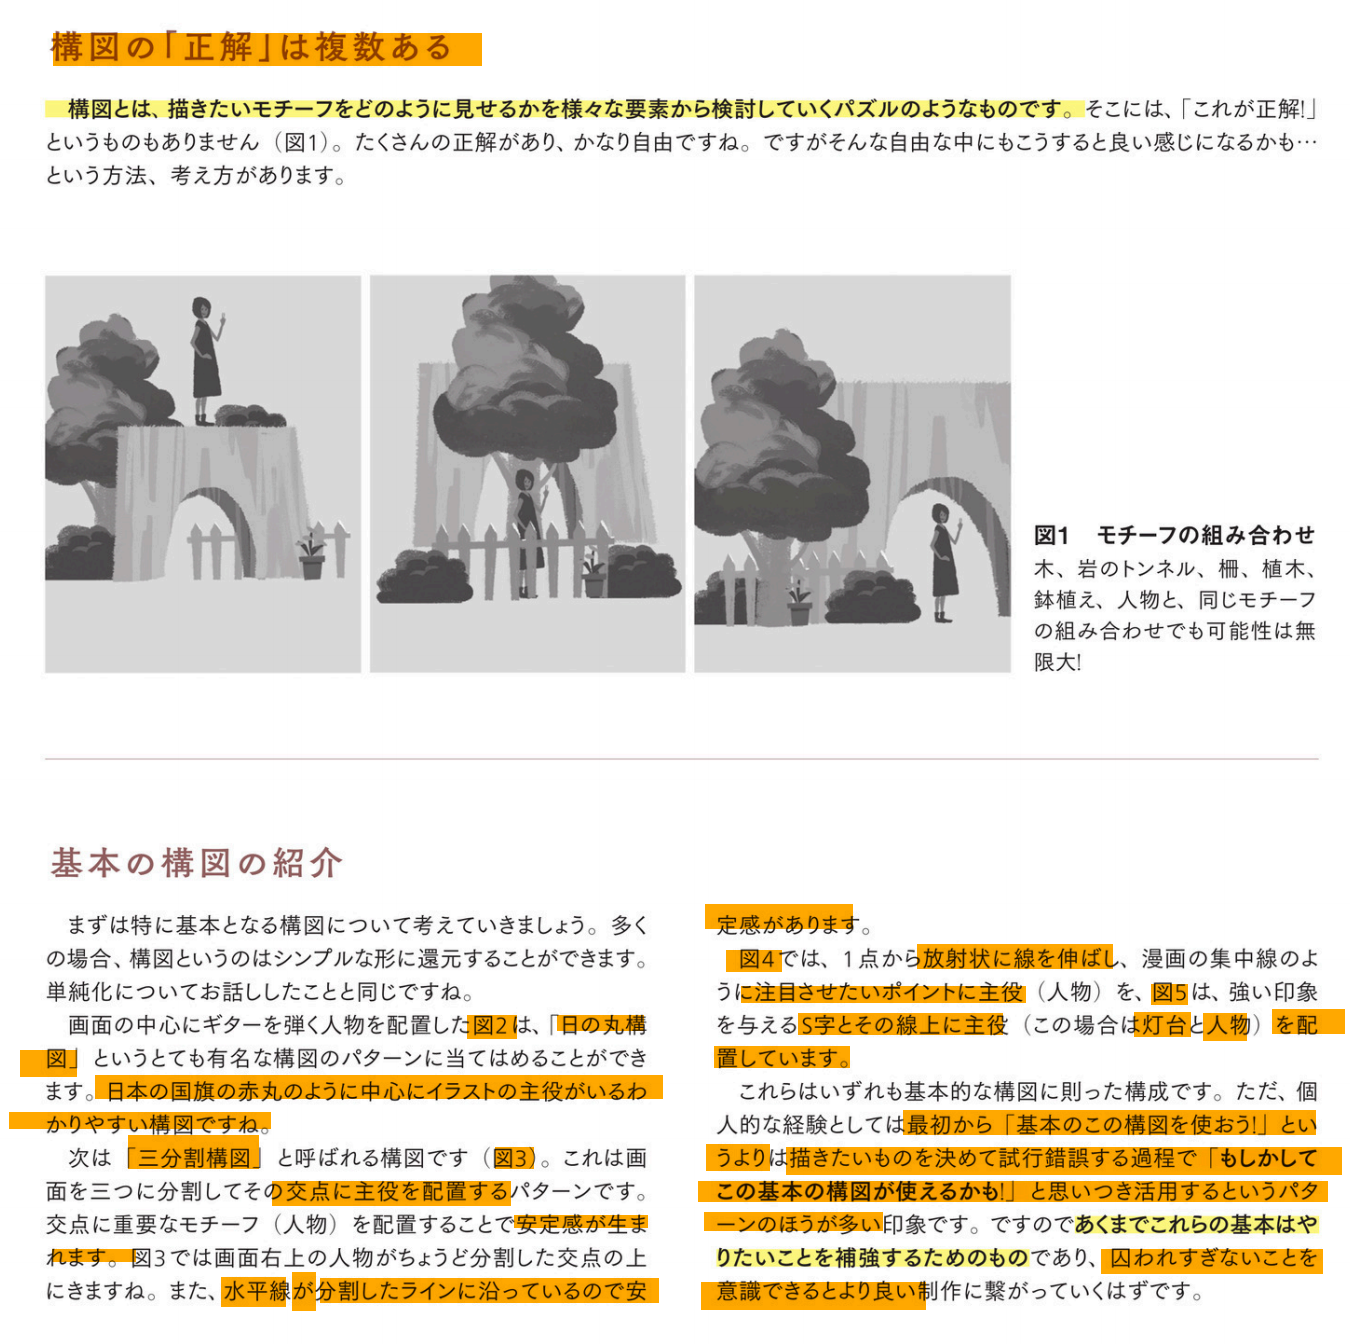 構図の「正解」は複数ある
構図とは、描きたいモチーフをどのように見せるかを様々な要素から検討していくパズルのようなものです。そこには、「これが正解!」
というものもありません（図1）。たくさんの正解があり、かなり自由ですね。ですがそんな自由な中にもこうすると良い感じになるかも…
という方法、考え方があります。
図1　モチーフの組み合わせ
木、岩のトンネル、柵、植木、
鉢植え、人物と、同じモチーフ
の組み合わせでも可能性は無
限大!
基本の構図の紹介
まずは特に基本となる構図について考えていきましょう。多く
の場合、構図というのはシンプルな形に還元することができます。
単純化についてお話ししたことと同じですね。
画面の中心にギターを弾く人物を配置した図2は、「日の丸構
図」というとても有名な構図のパターンに当てはめることができ
ます。日本の国旗の赤丸のように中心にイラストの主役がいるわ
かりやすい構図ですね。
次は「三分割構図」と呼ばれる構図です（図3）。これは画
面を三つに分割してその交点に主役を配置するパターンです。
交点に重要なモチーフ（人物）を配置することで安定感が生ま
れます。図3では画面右上の人物がちょうど分割した交点の上
にきますね。また、水平線が分割したラインに沿っているので安
定感があります。
図4では、1点から放射状に線を伸ばし、漫画の集中線のよ
うに注目させたいポイントに主役（人物）を、図5は、強い印象
を与えるS字とその線上に主役（この場合は灯台と人物）を配
置しています。
これらはいずれも基本的な構図に則った構成です。ただ、個
人的な経験としては最初から「基本のこの構図を使おう!」とい
うよりは描きたいものを決めて試行錯誤する過程で「もしかして
この基本の構図が使えるかも!」と思いつき活用するというパタ
ーンのほうが多い印象です。ですのであくまでこれらの基本はや
りたいことを補強するためのものであり、囚われすぎないことを
意識できるとより良い制作に繋がっていくはずです。